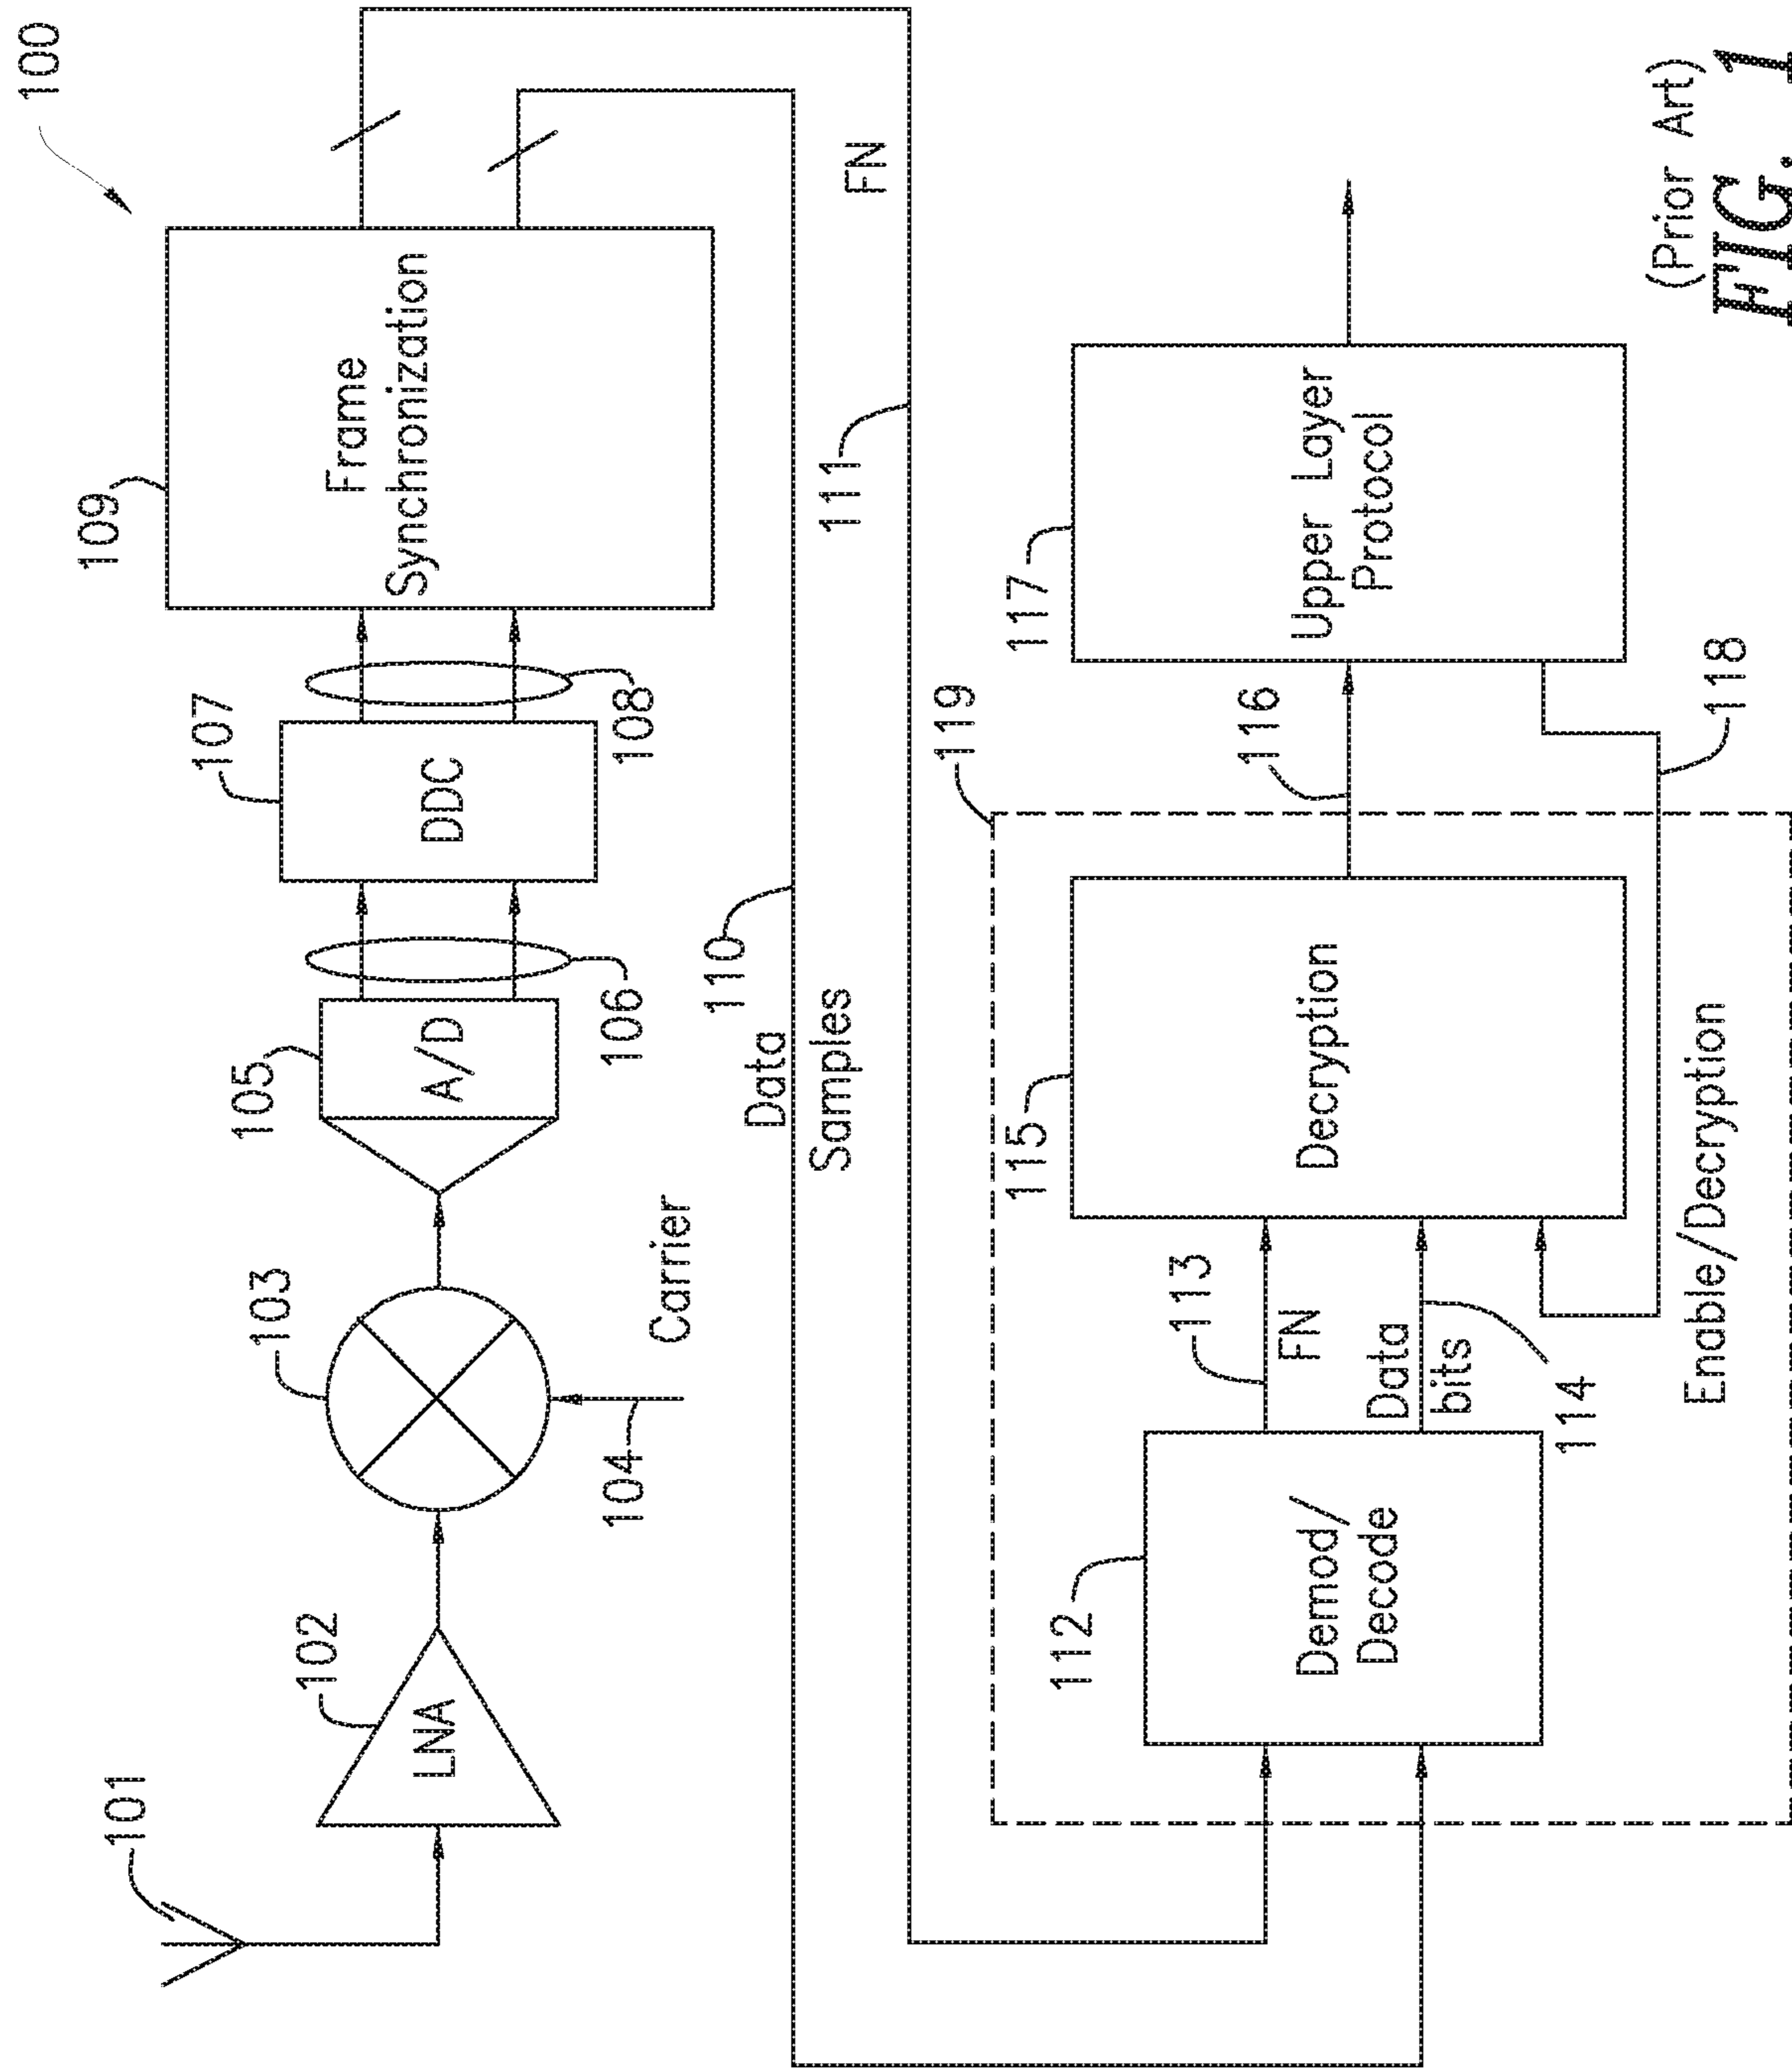 100
101
102
LNA
103
104
Carrier
105
A/D
106
107
DDC
108
109
Frame
Synchronization
110
Data
Samples
111
FN
119
112
Demod/
Decode
113
FN
Data
bits
114
115
Decryption
116
117
Upper Layer
Protocol
118
Enable/Decryption
(Prior Art)
FIG. 1